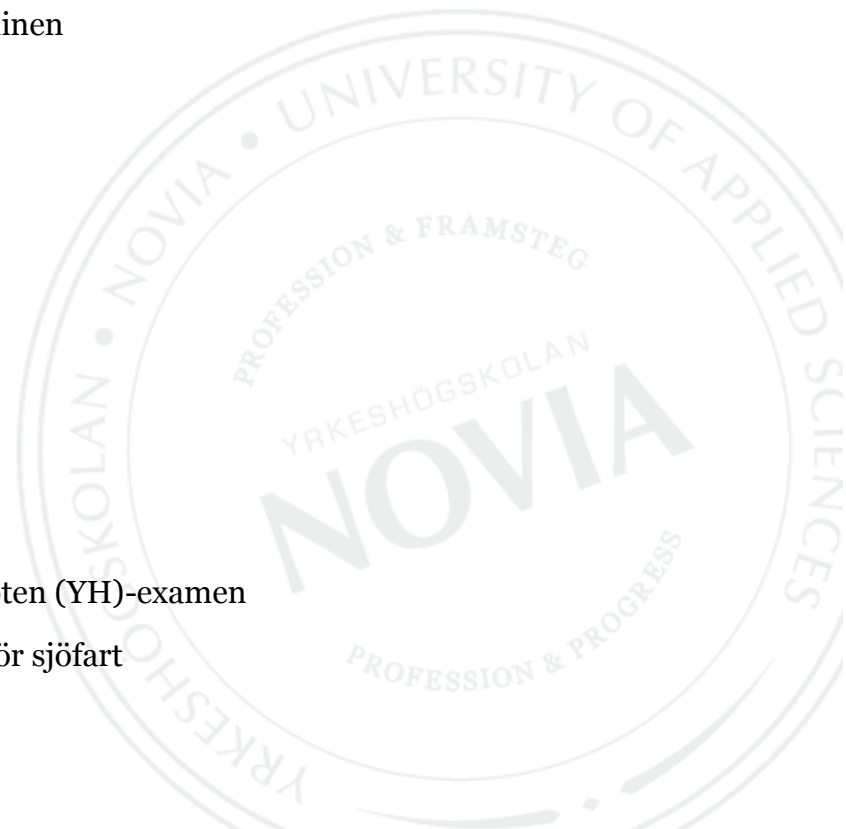 inen
UNIVERSITY OF APPLIED SCIENCES
YRKESHÖGSKOLAN • NOVIA •
PROFESSION & FRAMSTEG
YRKESHÖGSKOLAN
NOVIA
ten (YH)-examen
ör sjöfart
PROFESSION & PROGRESS